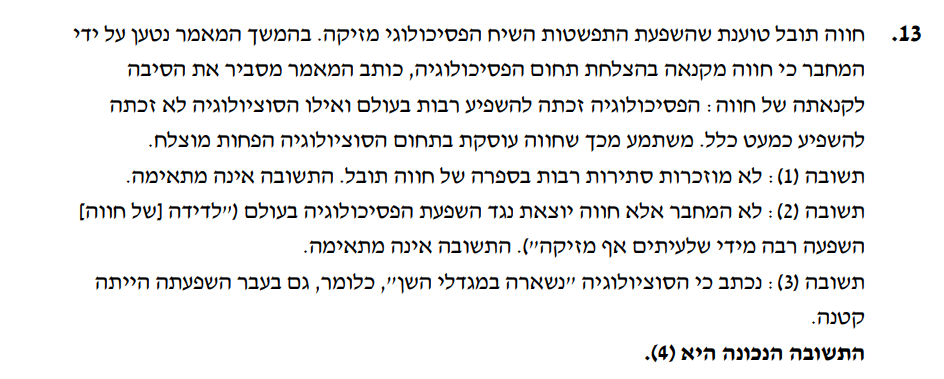 13. חווה תובל טוענת שהשפעת התפשטות השיח הפסיכולוגי מזיקה. בהמשך המאמר נטען על ידי
המחבר כי חווה מקנאה בהצלחת תחום הפסיכולוגיה, כותב המאמר מסביר את הסיבה
לקנאתה של חווה: הפסיכולוגיה זכתה להשפיע רבות בעולם ואילו הסוציולוגיה לא זכתה
להשפיע כמעט כלל. משתמע מכך שחווה עוסקת בתחום הסוציולוגיה הפחות מוצלח.
תשובה (1): לא מוזכרות סתירות רבות בספרה של חווה תובל. התשובה אינה מתאימה.
תשובה (2): לא המחבר אלא חווה יוצאת נגד השפעת הפסיכולוגיה בעולם ("לדידה [של חווה]
השפעה רבה מידי שלעיתים אף מזיקה"). התשובה אינה מתאימה.
תשובה (3): נכתב כי הסוציולוגיה "נשארה במגדלי השן", כלומר, גם בעבר השפעתה הייתה
קטנה.
התשובה הנכונה היא (4).